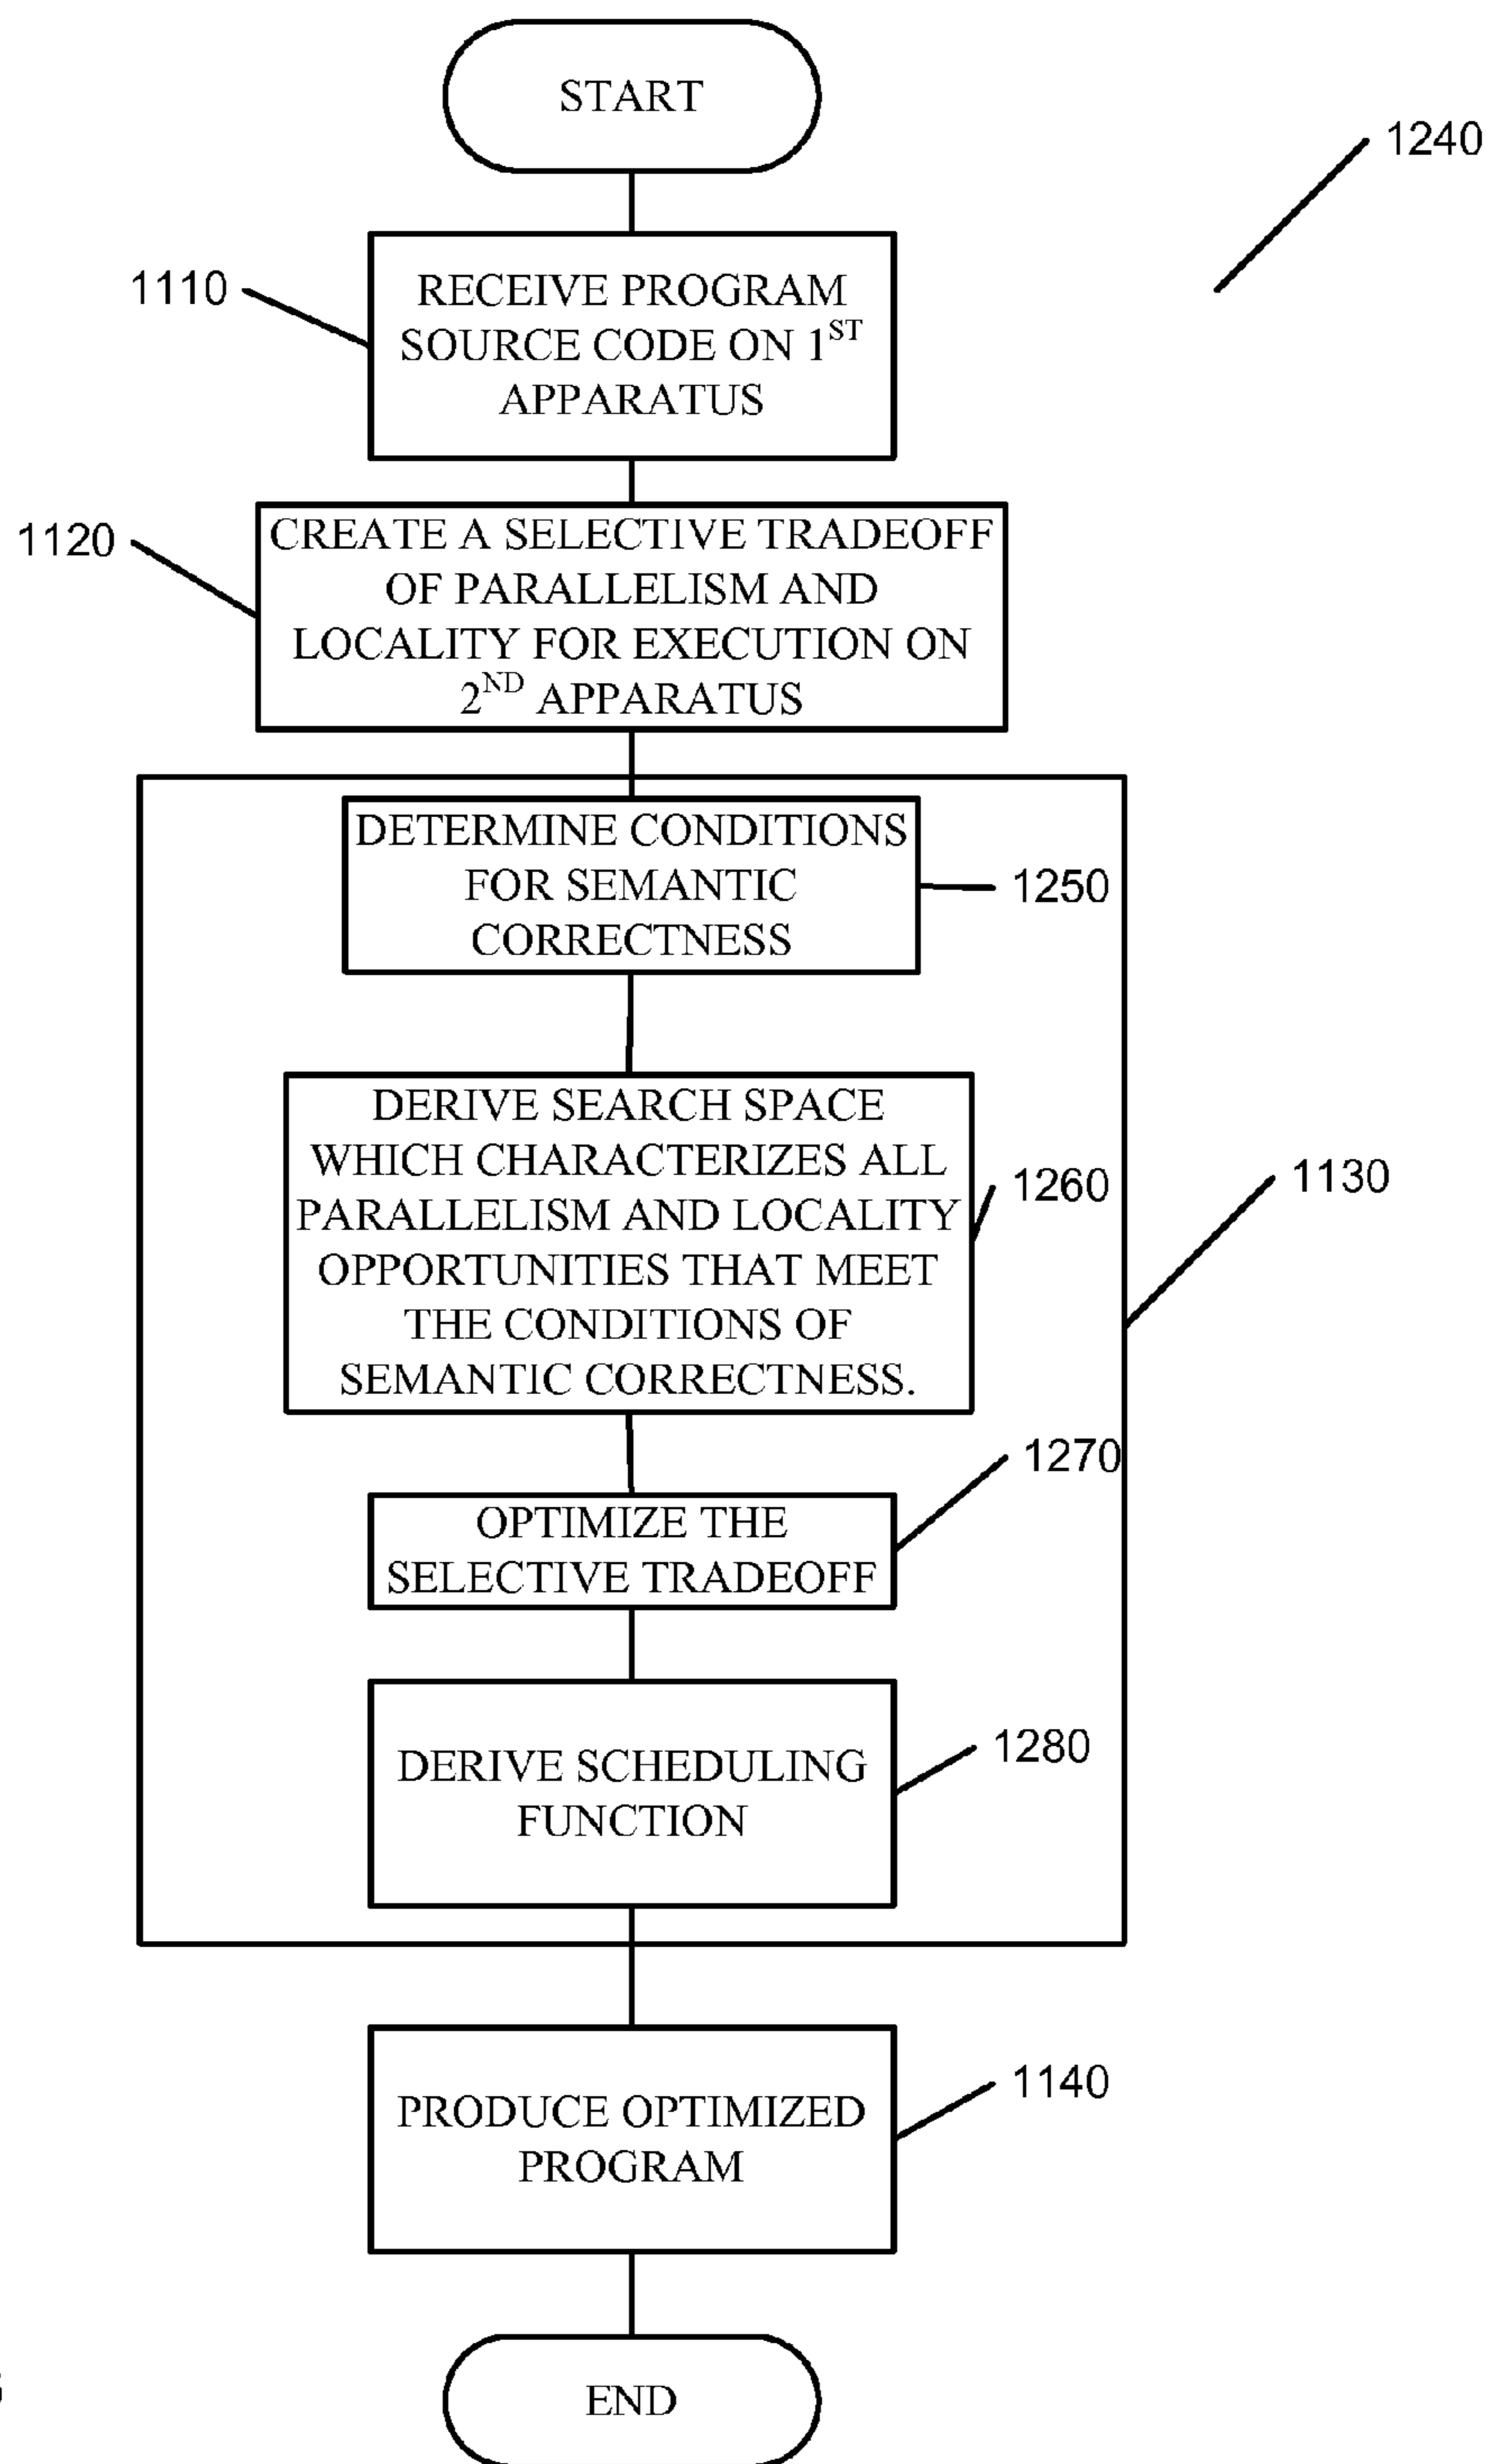 START
1240
1110
RECEIVE PROGRAM
SOURCE CODE ON 1ST
APPARATUS
1120
CREATE A SELECTIVE TRADEOFF
OF PARALLELISM AND
LOCALITY FOR EXECUTION ON
2ND APPARATUS
DETERMINE CONDITIONS
FOR SEMANTIC
CORRECTNESS
1250
DERIVE SEARCH SPACE
WHICH CHARACTERIZES ALL
PARALLELISM AND LOCALITY
OPPORTUNITIES THAT MEET
THE CONDITIONS OF
SEMANTIC CORRECTNESS.
1260
1130
1270
OPTIMIZE THE
SELECTIVE TRADEOFF
DERIVE SCHEDULING
FUNCTION
1280
PRODUCE OPTIMIZED
PROGRAM
1140
END